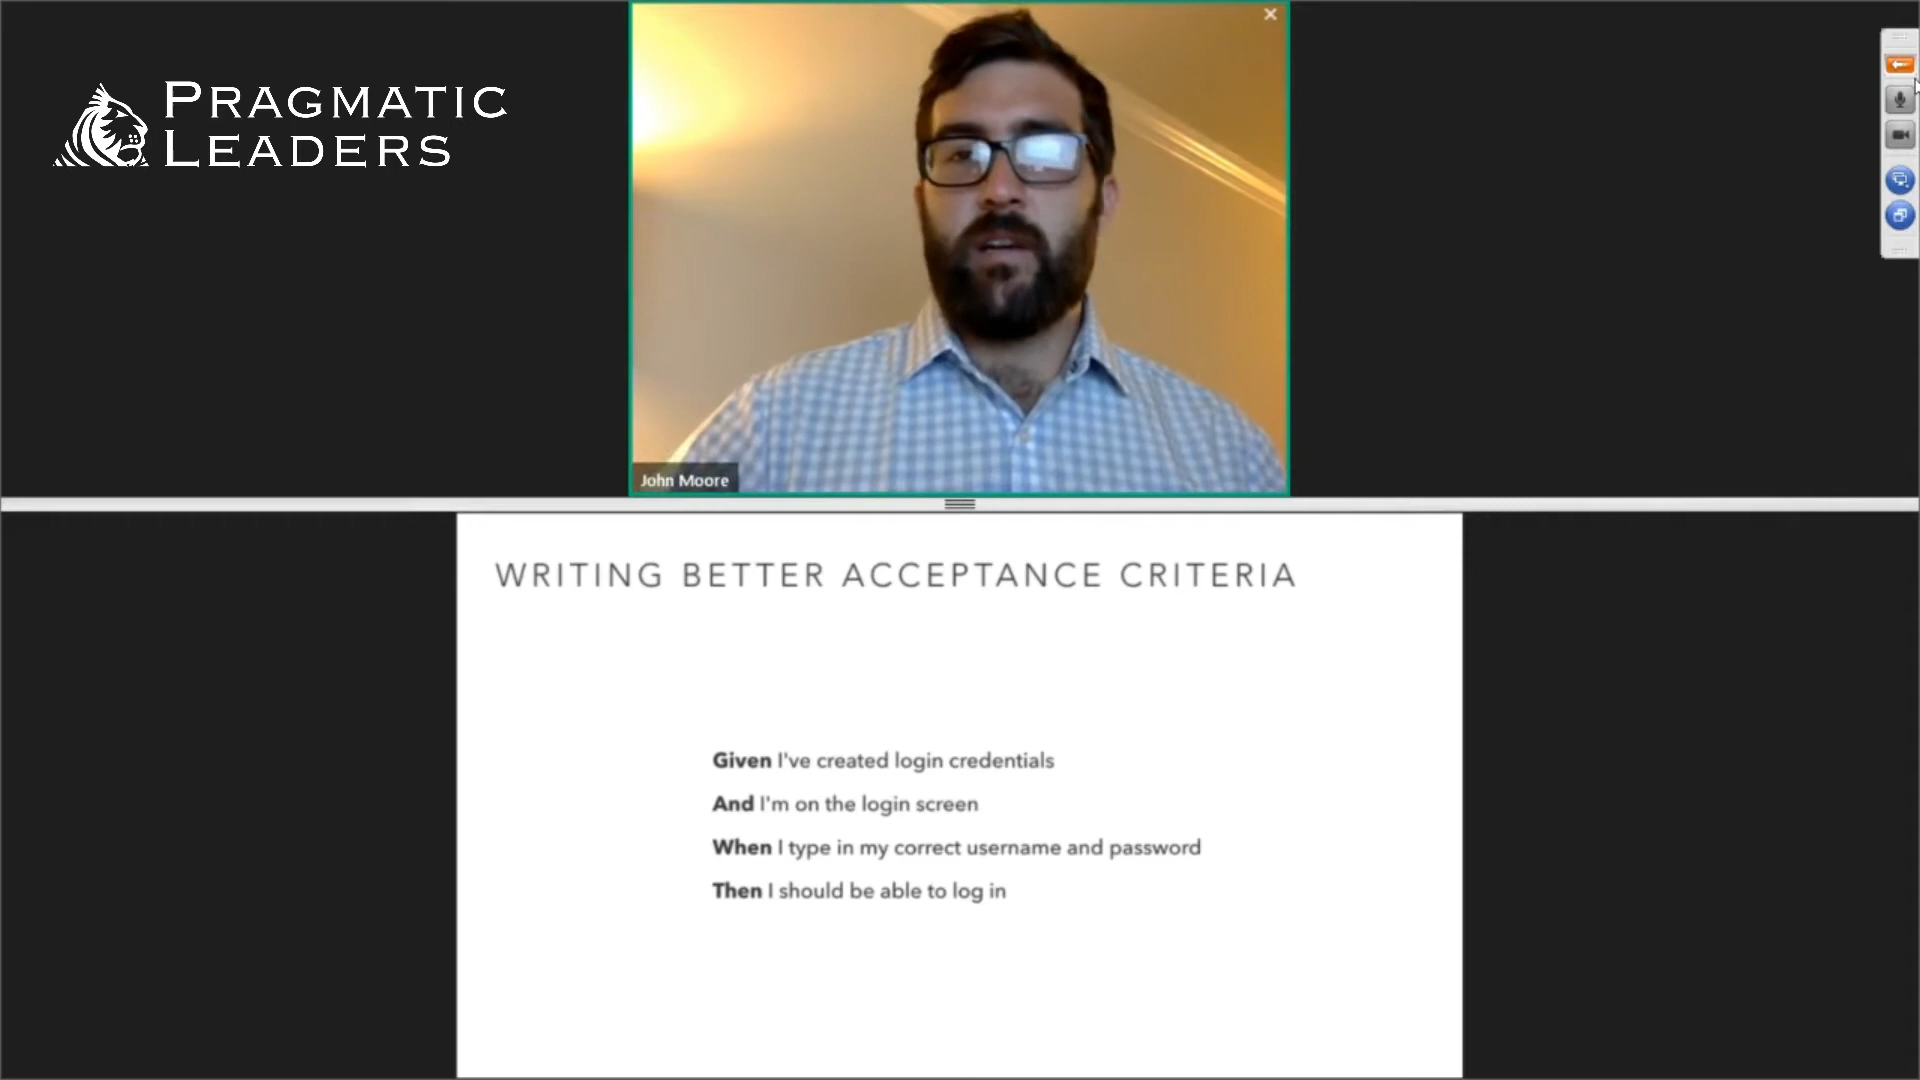 PRAGMATIC
LEADERS
John Moore
WRITING BETTER ACCEPTANCE CRITERIA
Given I've created login credentials
And I'm on the login screen
When I type in my correct username and password
Then I should be able to log in